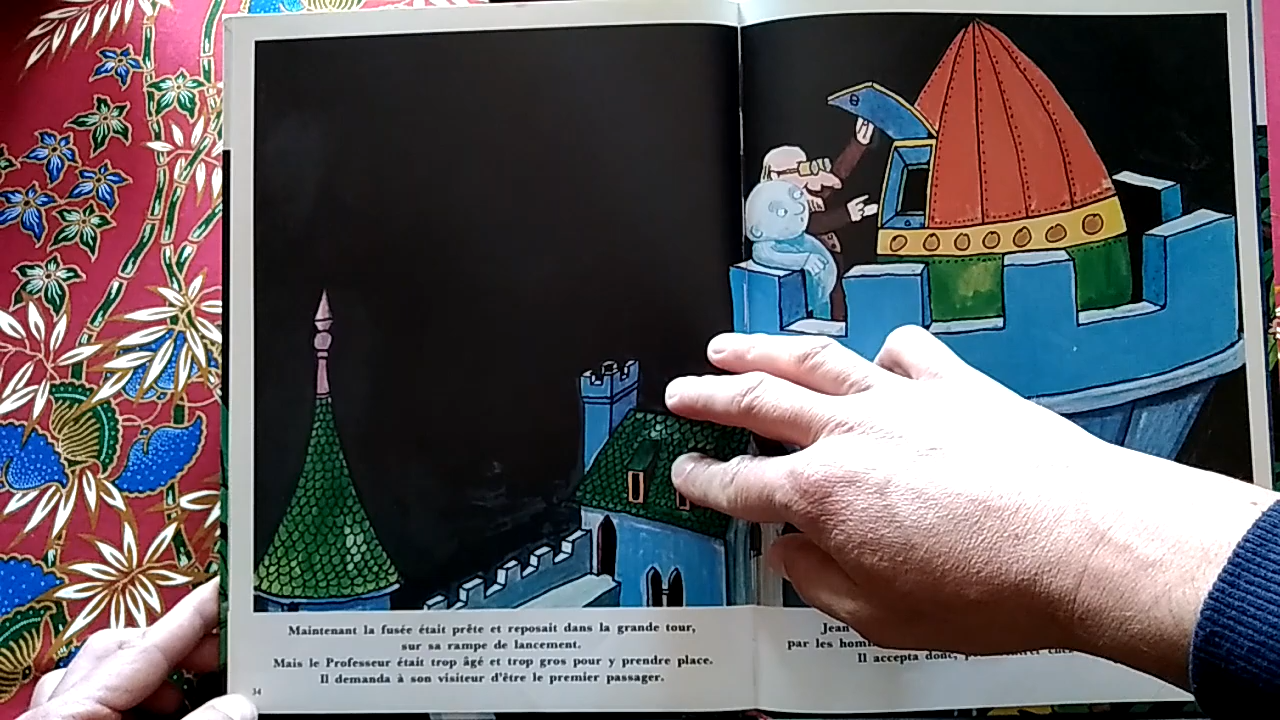 Maintenant la fusée était prête et reposait dans la grande tour,
sur sa rampe de lancement.
Mais le Professeur était trop âgé et trop gros pour y prendre place.
Il demanda à son visiteur d'être le premier passager.
34
Jean
par les
Il accepta donc,